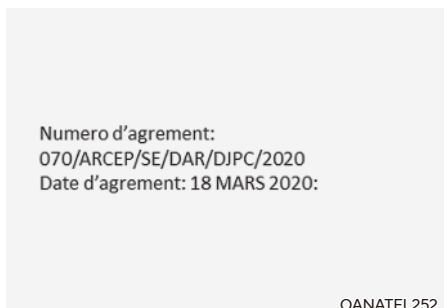 Numero d'agrement:
070/ARCEP/SE/DAR/DJPC/2020
Date d'agrement: 18 MARS 2020:
OANATEL252